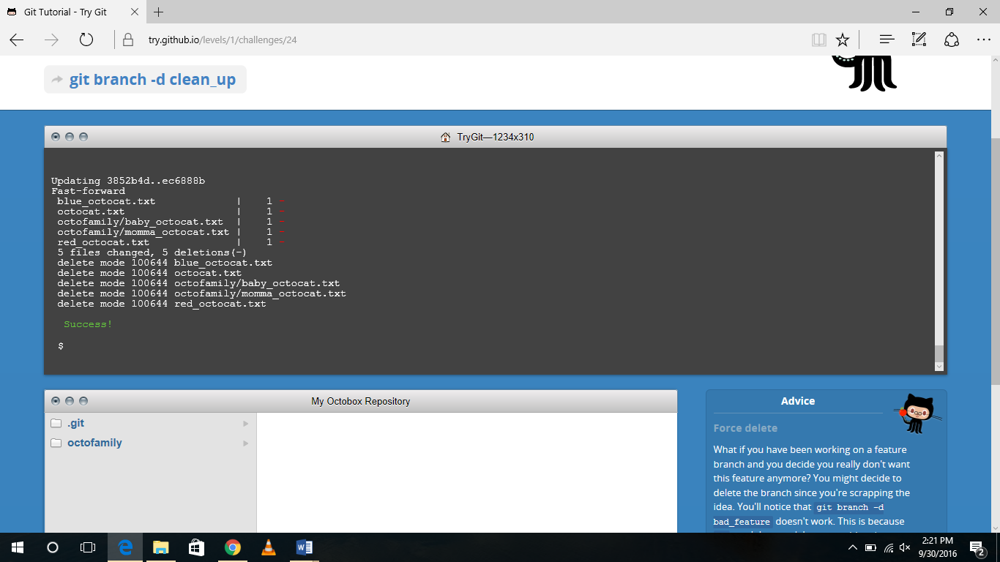 Git Tutorial - Try Git
try.github.io/levels/1/challenges/24
git branch -d clean_up
TryGit—1234x310
Updating 3852b4d..ec6888b
Fast-forward
blue_octocat.txt | 1 -
octocat.txt | 1 -
octofamily/baby_octocat.txt | 1 -
octofamily/momma_octocat.txt | 1 -
red_octocat.txt | 1 -
5 files changed, 5 deletions(-)
delete mode 100644 blue_octocat.txt
delete mode 100644 octocat.txt
delete mode 100644 octofamily/baby_octocat.txt
delete mode 100644 octofamily/momma_octocat.txt
delete mode 100644 red_octocat.txt
Success!
$
My Octobox Repository
.git
octofamily
Advice
Force delete
What if you have been working on a feature
branch and you decide you really don't want
this feature anymore? You might decide to
delete the branch since you're scrapping the
idea. You'll notice that git branch -d
bad_feature doesn't work. This is because
2:21 PM
9/30/2016
2